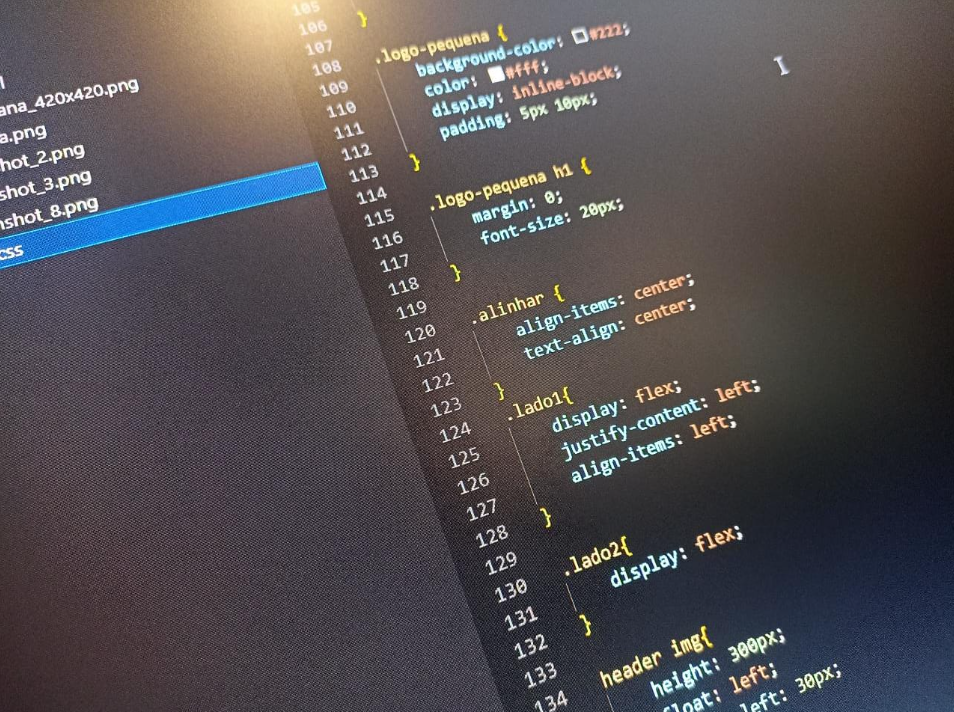 ana_420x420.png
a.png
hot_2.png
shot_3.png
nshot_8.png
css
105
106 }
107
108 .logo-pequena {
109 background-color: #222;
110 color: #fff;
111 display: inline-block;
112 padding: 5px 10px;
113 }
114
115 .logo-pequena h1 {
116 margin: 0;
117 font-size: 20px;
118 }
119
120 .alinhar {
121 align-items: center;
122 text-align: center;
123 }
124 .lado1{
125 display: flex;
126 justify-content: left;
127 align-items: left;
128 }
129
130 .lado2{
131 display: flex;
132 }
133
134 header img{
height: 300px;
float: left;
left: 30px;